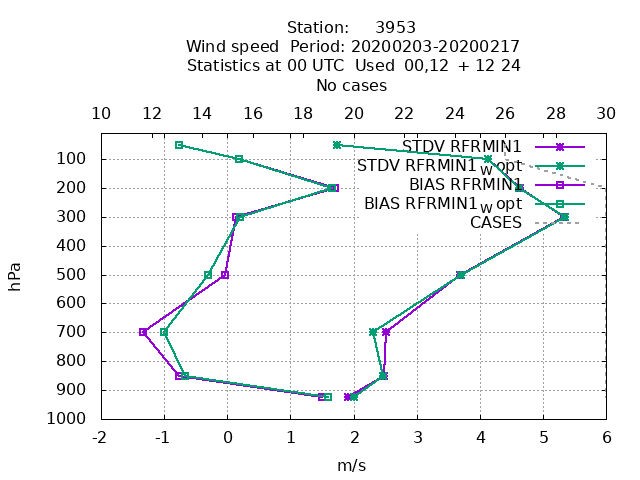 Station: 3953
Wind speed Period: 20200203-20200217
Statistics at 00 UTC Used 00,12 + 12 24
No cases
10 12 14 16 18 20 22 24 26 28 30
STDV RFRMIN1
STDV RFRMIN1W opt
BIAS RFRMIN1
BIAS RFRMIN1W opt
CASES
100
200
300
400
500
600
700
800
900
1000
hPa
-2 -1 0 1 2 3 4 5 6
m/s